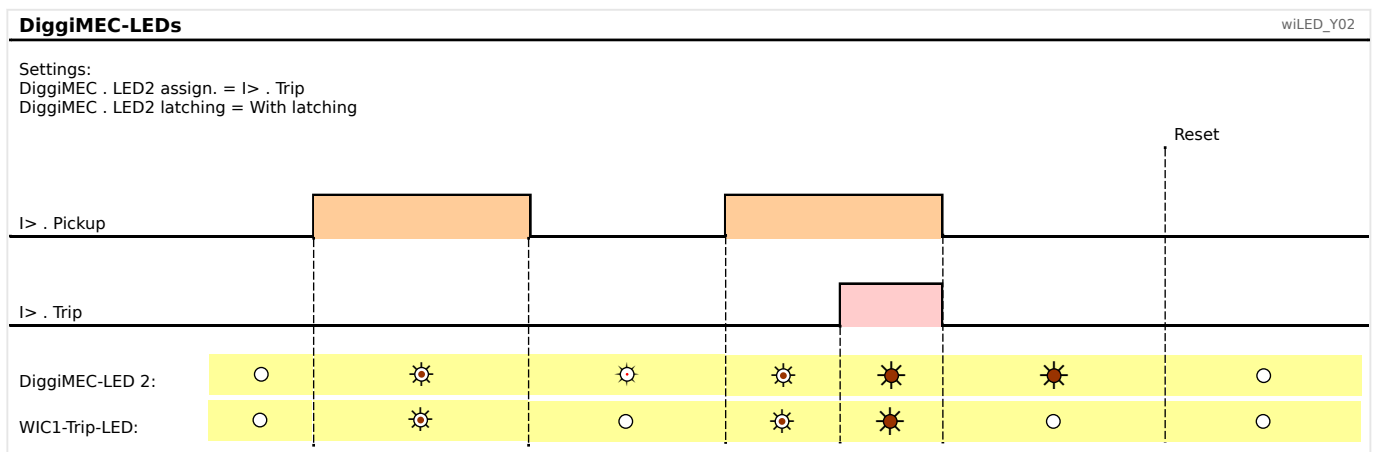 DiggiMEC-LEDs
wiLED_Y02
Settings:
DiggiMEC . LED2 assign. = I> . Trip
DiggiMEC . LED2 latching = With latching
Reset
I> . Pickup
I> . Trip
DiggiMEC-LED 2:
WIC1-Trip-LED: